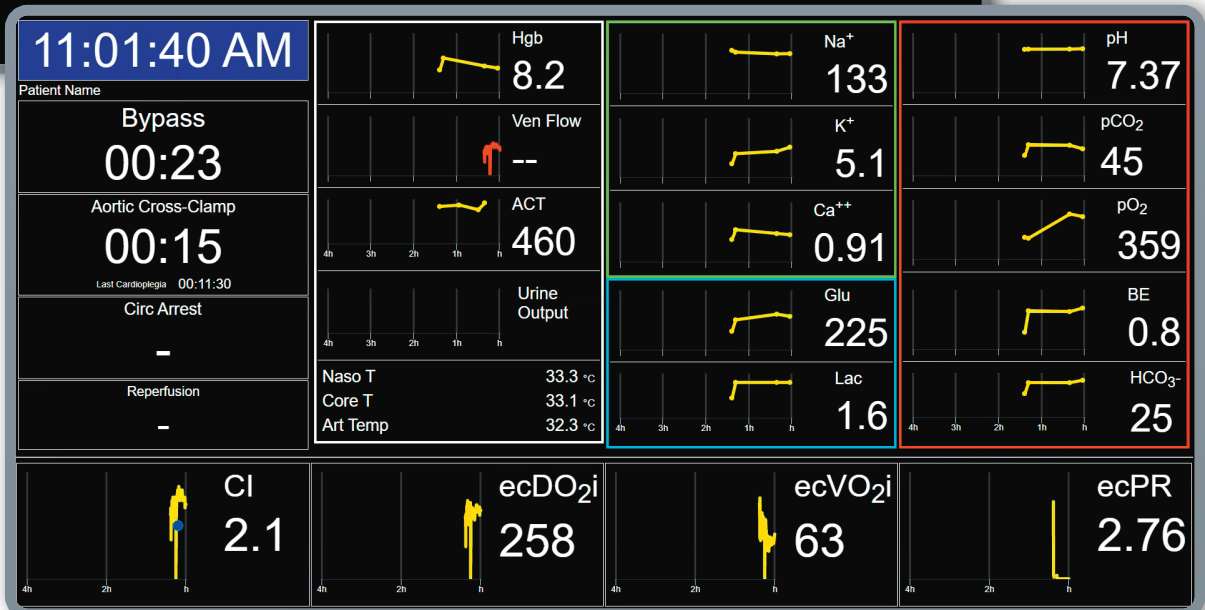 11:01:40 AM
Patient Name
Bypass
00:23
Aortic Cross-Clamp
00:15
Last Cardioplegia 00:11:30
Circ Arrest
-
Reperfusion
-
Hgb
8.2
Ven Flow
--
ACT
460
4h 3h 2h 1h h
Urine
Output
4h 3h 2h 1h h
Naso T 33.3 °C
Core T 33.1 °C
Art Temp 32.3 °C
Na+
133
K+
5.1
Ca++
0.91
Glu
225
Lac
1.6
4h 3h 2h 1h h
pH
7.37
pCO2
45
pO2
359
BE
0.8
HCO3-
25
4h 3h 2h 1h h
CI
2.1
4h 2h h
ecDO2i
258
4h 2h h
ecVO2i
63
4h 2h h
ecPR
2.76
4h 2h h